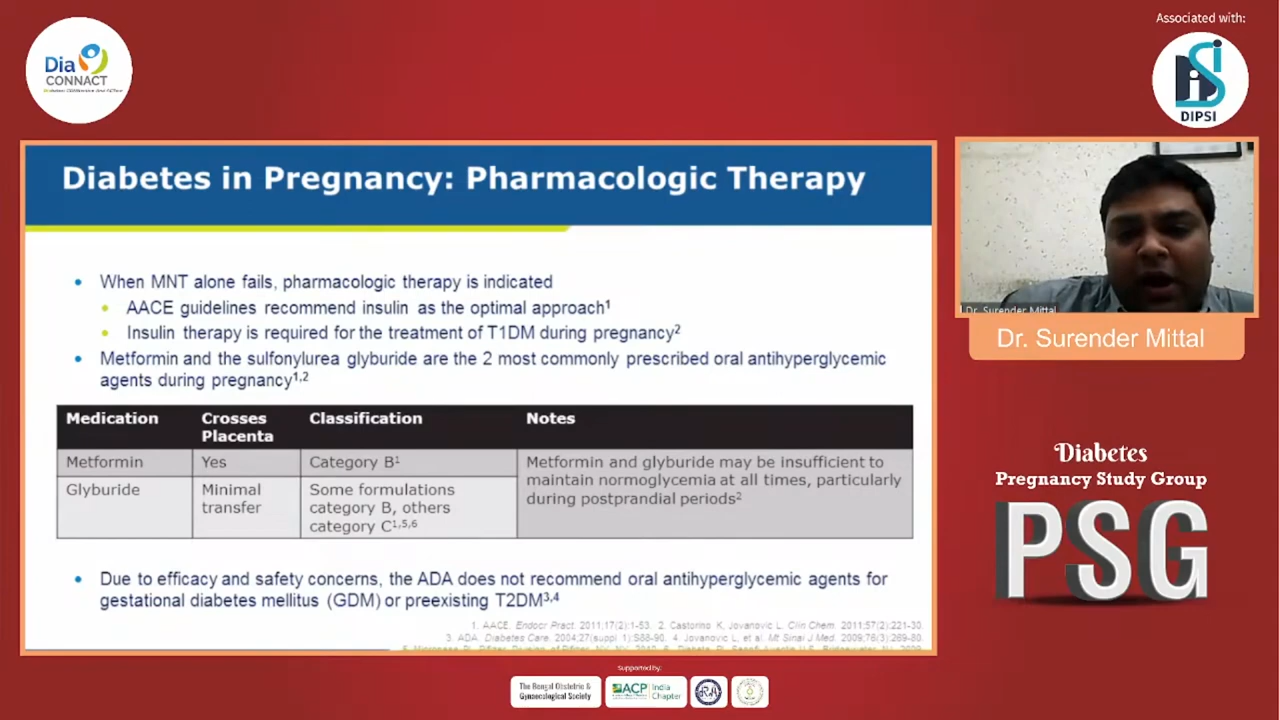 Associated with:
Dia
CONNACT
DIPSI
Diabetes in Pregnancy: Pharmacologic Therapy
• When MNT alone fails, pharmacologic therapy is indicated
• AACE guidelines recommend insulin as the optimal approach¹
• Insulin therapy is required for the treatment of T1DM during pregnancy²
• Metformin and the sulfonylurea glyburide are the 2 most commonly prescribed oral antihyperglycemic
agents during pregnancy¹,²
Medication Crosses Placenta Classification Notes
Metformin Yes Category B¹ Metformin and glyburide may be insufficient to maintain normoglycemia at all times, particularly during postprandial periods²
Glyburide Minimal transfer Some formulations category B, others category C¹,⁵,⁶
• Due to efficacy and safety concerns, the ADA does not recommend oral antihyperglycemic agents for
gestational diabetes mellitus (GDM) or preexisting T2DM³,⁴
1. AACE. Endocr Pract. 2011;17(2):1-53. 2. Castorino K, Jovanovic L. Clin Chem. 2011;57(2):221-30.
3. ADA. Diabetes Care. 2004;27(suppl 1):S88-90. 4. Jovanovic L, et al. Mt Sinai J Med. 2009;76(3):269-80.
Dr. Surender Mittal
Dr. Surender Mittal
Diabetes
Pregnancy Study Group
PSG
Supported by:
The Bengal Obstetric &
Gynaecological Society
ACP India
Chapter